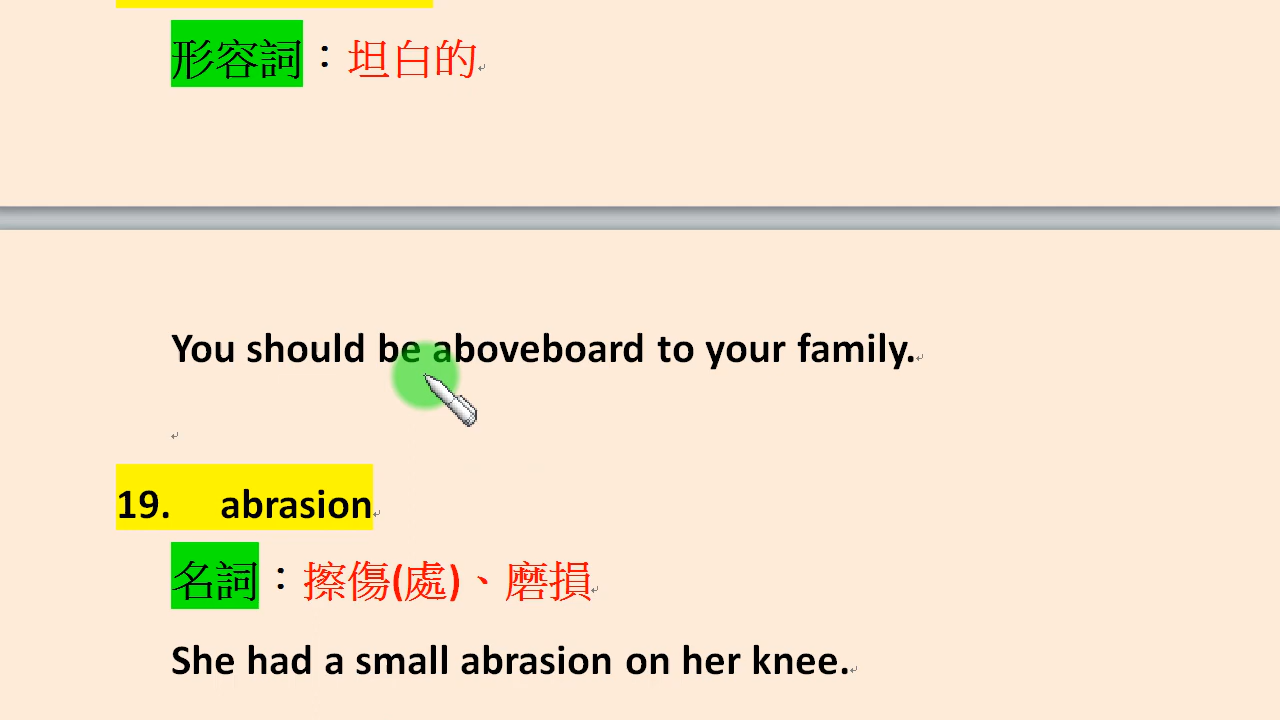 形容詞：坦白的
You should be aboveboard to your family.
19. abrasion
名詞：擦傷(處)、磨損
She had a small abrasion on her knee.